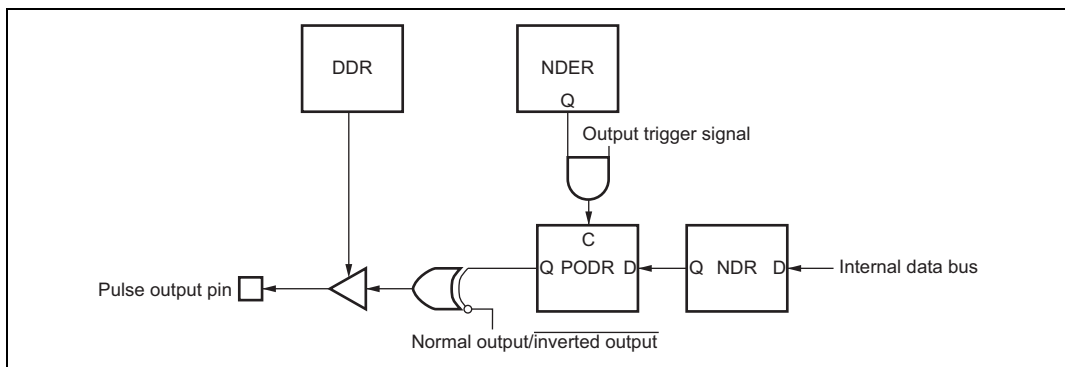 DDR
NDER
Q
Output trigger signal
C
Q PODR D
Q NDR D
Internal data bus
Pulse output pin
Normal output/inverted output